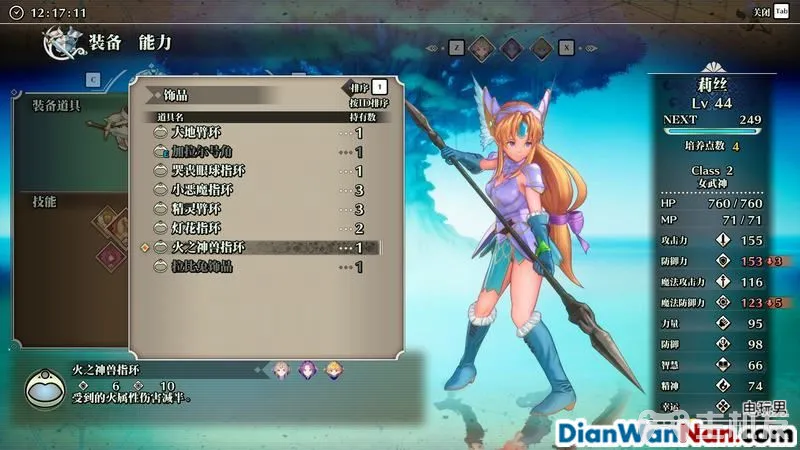 12:17:11
关闭 Tab
装备 能力
Z
X
C
装备道具
技能
饰品
排序 T
按ID排序
道具名 持有数
大地臂环 1
加拉尔号角 1
哭丧眼球指环 1
小恶魔指环 3
精灵臂环 3
灯花指环 2
火之神兽指环 1
拉比兔饰品 1
火之神兽指环
6 10
受到的火属性伤害减半。
莉丝
Lv 44
NEXT 249
培养点数 4
Class 2
女武神
HP 760/760
MP 71/71
攻击力 155
防御力 153 3
魔法攻击力 116
魔法防御力 123 5
力量 95
防御 98
智慧 66
精神 74
幸运
电玩男
DianWanNan.com